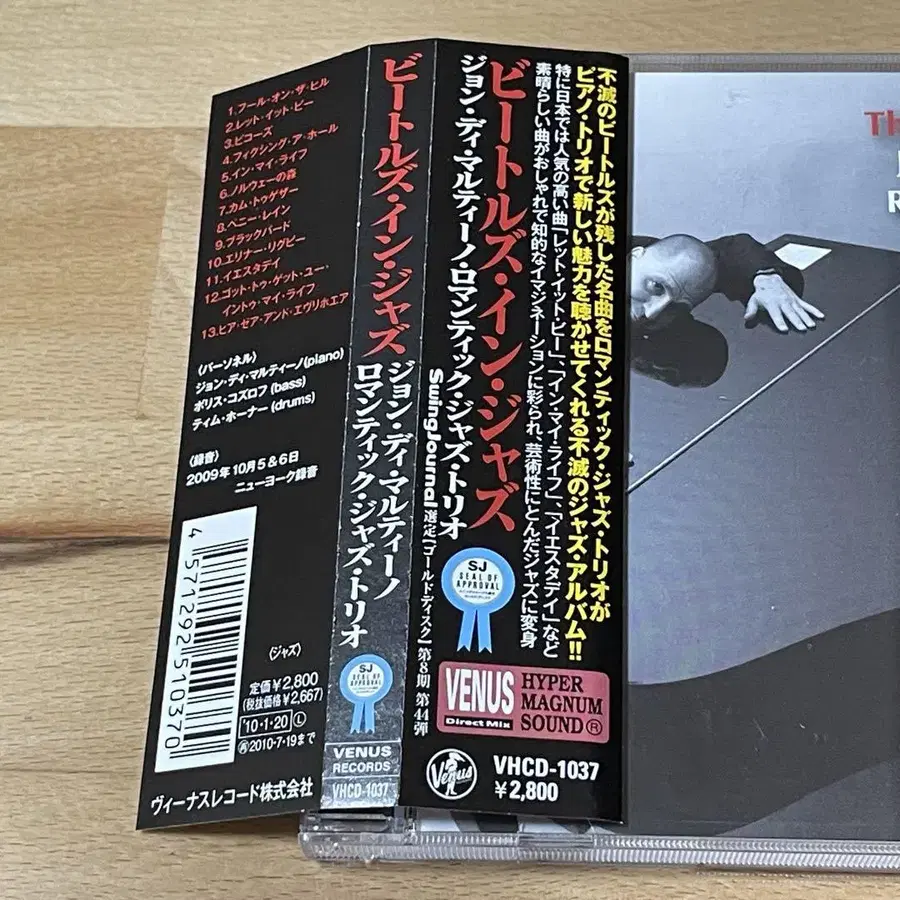 不滅のビートルズが残した名曲をロマンティック・ジャズ・トリオが
ピアノ・トリオで新しい魅力を聴かせてくれる不滅のジャズ・アルバム!!
特に日本では人気の高い曲「レット・イット・ビー」、「イン・マイ・ライフ」、「イエスタデイ」など
素晴らしい曲がおしゃれで知的なイマジネーションに彩られ、芸術性にとんだジャズに変身
ビートルズ・イン・ジャズ
ジョン・ディ・マルティーノ・ロマンティック・ジャズ・トリオ
SwingJournal 選定【ゴールドディスク】第8期 第44弾
SJ
SEAL OF
APPROVAL
VENUS
Direct Mix
HYPER
MAGNUM
SOUND®
Venus
VHCD-1037
¥2,800
ビートルズ・イン・ジャズ
ジョン・ディ・マルティーノ
ロマンティック・ジャズ・トリオ
SJ
SEAL OF
APPROVAL
VENUS
RECORDS
VHCD-1037
1.フール・オン・ザ・ヒル
2.レット・イット・ビー
3.ビコーズ
4.フィクシング・ア・ホール
5.イン・マイ・ライフ
6.ノルウェーの森
7.カム・トゥゲザー
8.ペニー・レイン
9.ブラックバード
10.エリナー・リグビー
11.イエスタデイ
12.ゴット・トゥ・ゲット・ユー・
イントゥ・マイ・ライフ
13.ヒア・ゼア・アンド・エヴリホエア
〈パーソネル〉
ジョン・ディ・マルティーノ(piano)
ボリス・コズロフ(bass)
ティム・ホーナー(drums)
〈録音〉
2009年10月5&6日
ニューヨーク録音
4571292510370
〈ジャズ〉
定価¥2,800
(税抜価格¥2,667)
'10・1・20 Ⓛ
Ⓡ2010・7・19まで
ヴィーナスレコード株式会社
Th
J
R